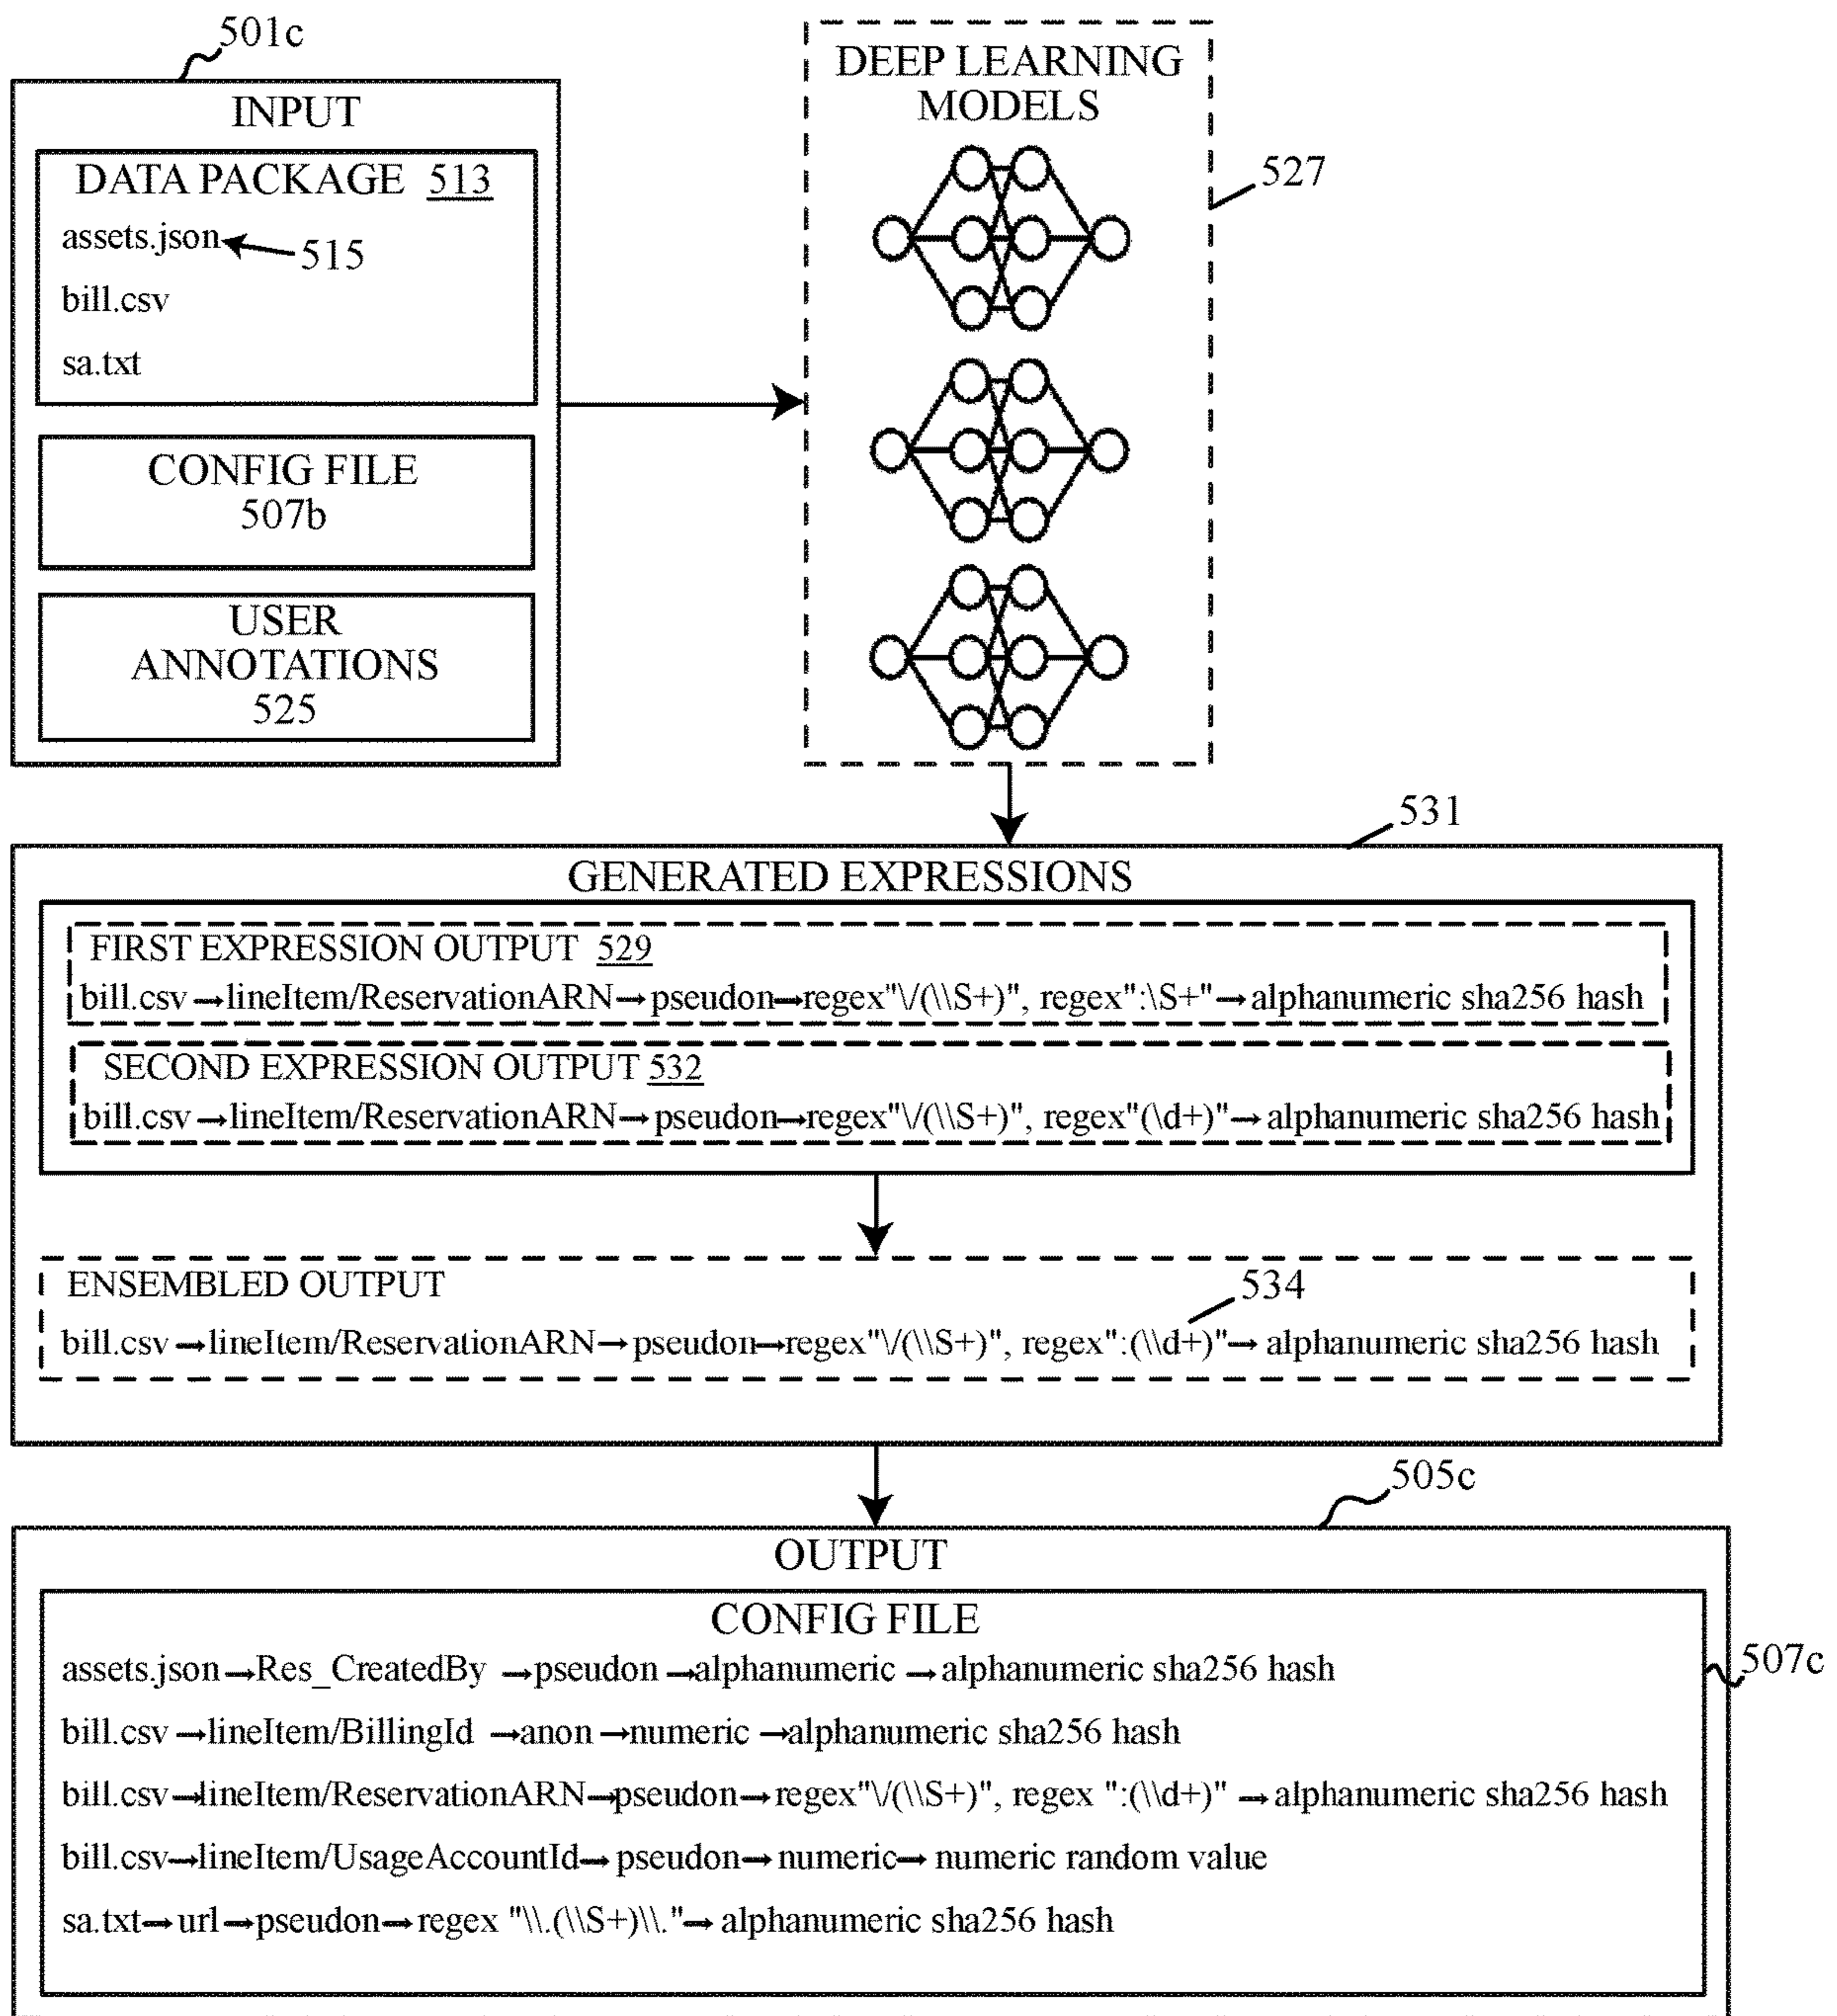 501c
INPUT
DATA PACKAGE 513
assets.json
515
bill.csv
sa.txt
CONFIG FILE
507b
USER
ANNOTATIONS
525
DEEP LEARNING
MODELS
527
531
GENERATED EXPRESSIONS
FIRST EXPRESSION OUTPUT 529
bill.csv→lineItem/ReservationARN→pseudon→regex"\/(\\S+)", regex":\S+"→alphanumeric sha256 hash
SECOND EXPRESSION OUTPUT 532
bill.csv→lineItem/ReservationARN→pseudon→regex"\/(\\S+)", regex"(\d+)"→alphanumeric sha256 hash
ENSEMBLED OUTPUT
534
bill.csv→lineItem/ReservationARN→pseudon→regex"\/(\\S+)", regex":(\\d+)"→ alphanumeric sha256 hash
505c
OUTPUT
CONFIG FILE
507c
assets.json→Res_CreatedBy →pseudon →alphanumeric →alphanumeric sha256 hash
bill.csv →lineItem/BillingId →anon →numeric →alphanumeric sha256 hash
bill.csv→lineItem/ReservationARN→pseudon→regex"\/(\\S+)", regex ":(\\d+)" →alphanumeric sha256 hash
bill.csv→lineItem/UsageAccountId→pseudon→numeric→ numeric random value
sa.txt→url→pseudon→regex "\\.(\\S+)\\."→ alphanumeric sha256 hash